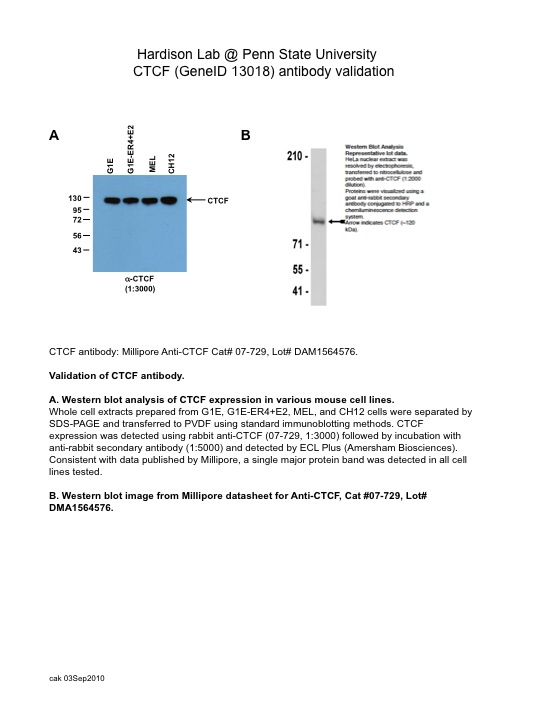 Hardison Lab @ Penn State University
CTCF (GeneID 13018) antibody validation
A
G1E
G1E-ER4+E2
MEL
CH12
130
95
72
56
43
CTCF
α-CTCF
(1:3000)
B
210 -
71 -
55 -
41 -
Western Blot Analysis
Representative lot data.
HeLa nuclear extract was
resolved by electrophoresis,
transferred to nitrocellulose and
probed with anti-CTCF (1:2000
dilution).
Proteins were visualized using a
goat anti-rabbit secondary
antibody conjugated to HRP and a
chemiluminescence detection
system.
Arrow indicates CTCF (~120
kDa).
CTCF antibody: Millipore Anti-CTCF Cat# 07-729, Lot# DAM1564576.
Validation of CTCF antibody.
A. Western blot analysis of CTCF expression in various mouse cell lines.
Whole cell extracts prepared from G1E, G1E-ER4+E2, MEL, and CH12 cells were separated by
SDS-PAGE and transferred to PVDF using standard immunoblotting methods. CTCF
expression was detected using rabbit anti-CTCF (07-729, 1:3000) followed by incubation with
anti-rabbit secondary antibody (1:5000) and detected by ECL Plus (Amersham Biosciences).
Consistent with data published by Millipore, a single major protein band was detected in all cell
lines tested.
B. Western blot image from Millipore datasheet for Anti-CTCF, Cat #07-729, Lot#
DMA1564576.
cak 03Sep2010